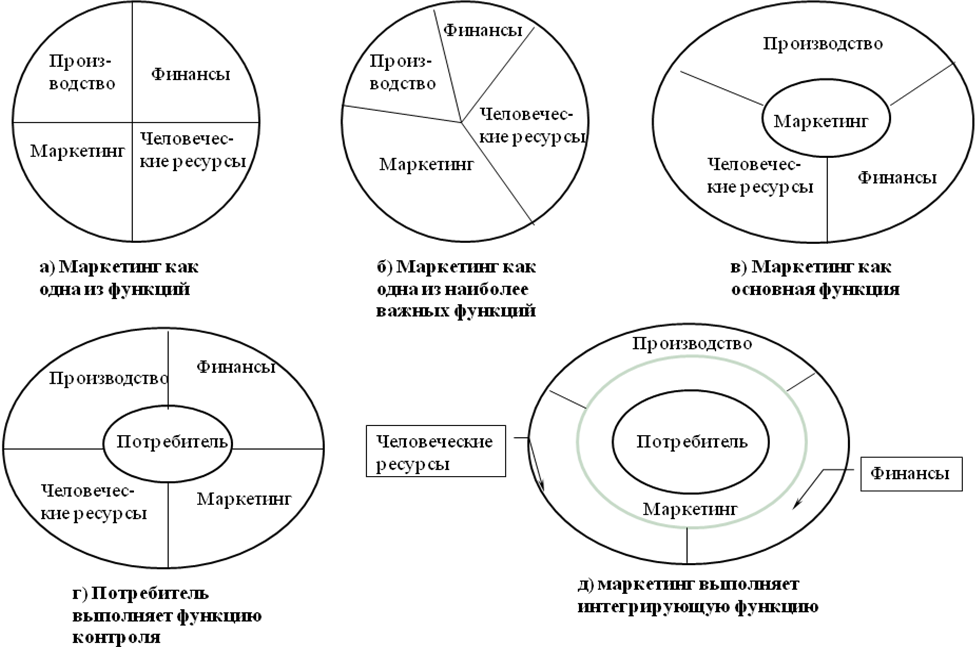 Произ-
водство
Финансы
Маркетинг
Человечес-
кие ресурсы
а) Маркетинг как
одна из функций
Финансы
Произ-
водство
Человечес-
кие ресурсы
Маркетинг
б) Маркетинг как
одна из наиболее
важных функций
Производство
Маркетинг
Человечес-
кие ресурсы
Финансы
в) Маркетинг как
основная функция
Производство
Финансы
Потребитель
Человечес-
кие ресурсы
Маркетинг
г) Потребитель
выполняет функцию
контроля
Производство
Человеческие
ресурсы
Потребитель
Финансы
Маркетинг
д) маркетинг выполняет
интегрирующую функцию